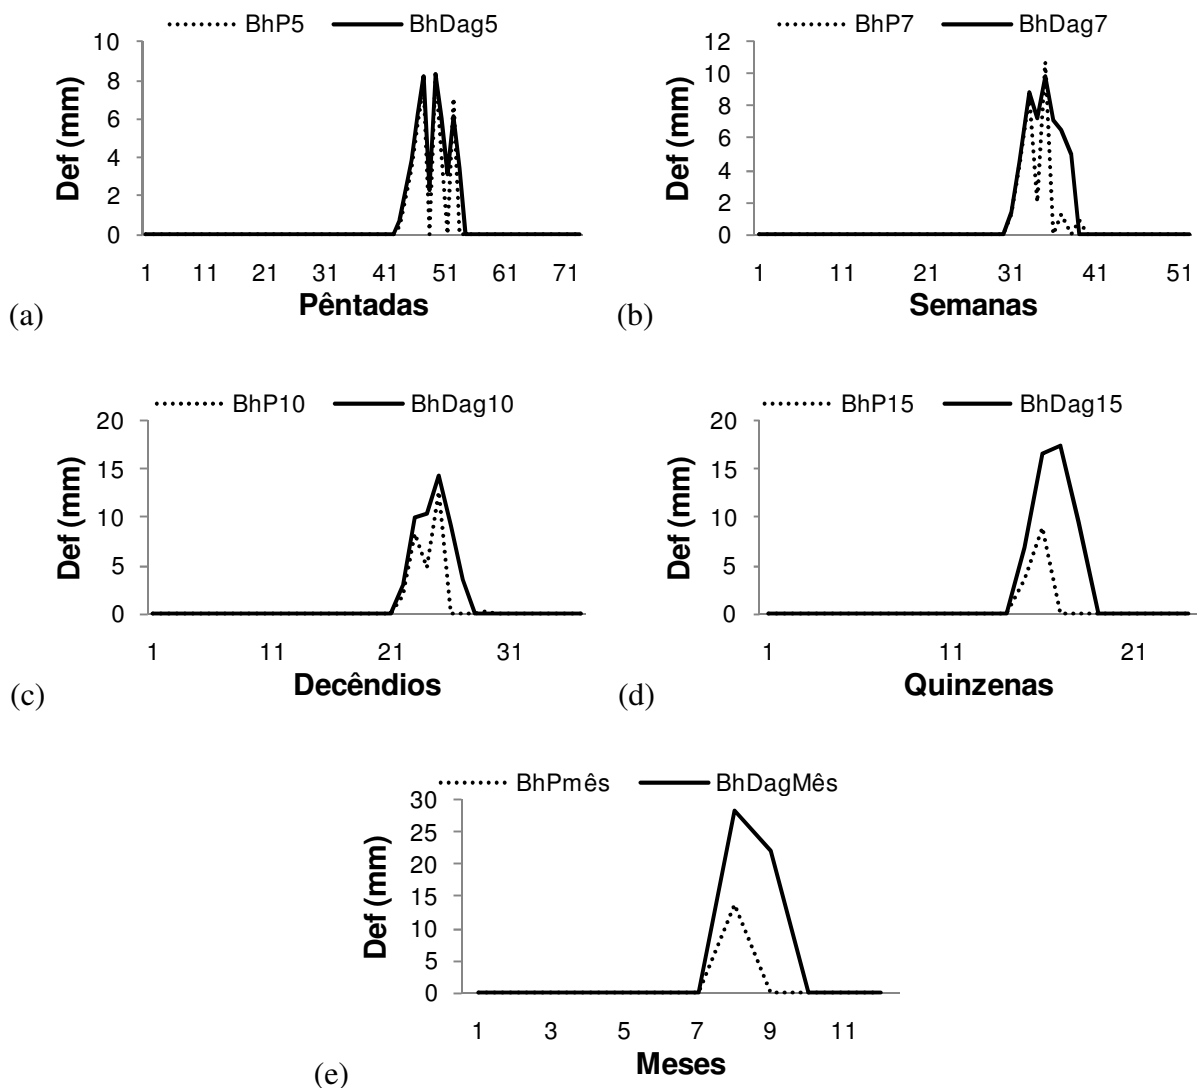 BhP5 BhDag5
10
8
6
4
2
0
Def (mm)
1 11 21 31 41 51 61 71
Pêntadas
(a)
BhP7 BhDag7
12
10
8
6
4
2
0
Def (mm)
1 11 21 31 41 51
Semanas
(b)
BhP10 BhDag10
20
15
10
5
0
Def (mm)
1 11 21 31
Decêndios
(c)
BhP15 BhDag15
20
15
10
5
0
Def (mm)
1 11 21
Quinzenas
(d)
BhPmês BhDagMês
30
25
20
15
10
5
0
Def (mm)
1 3 5 7 9 11
Meses
(e)